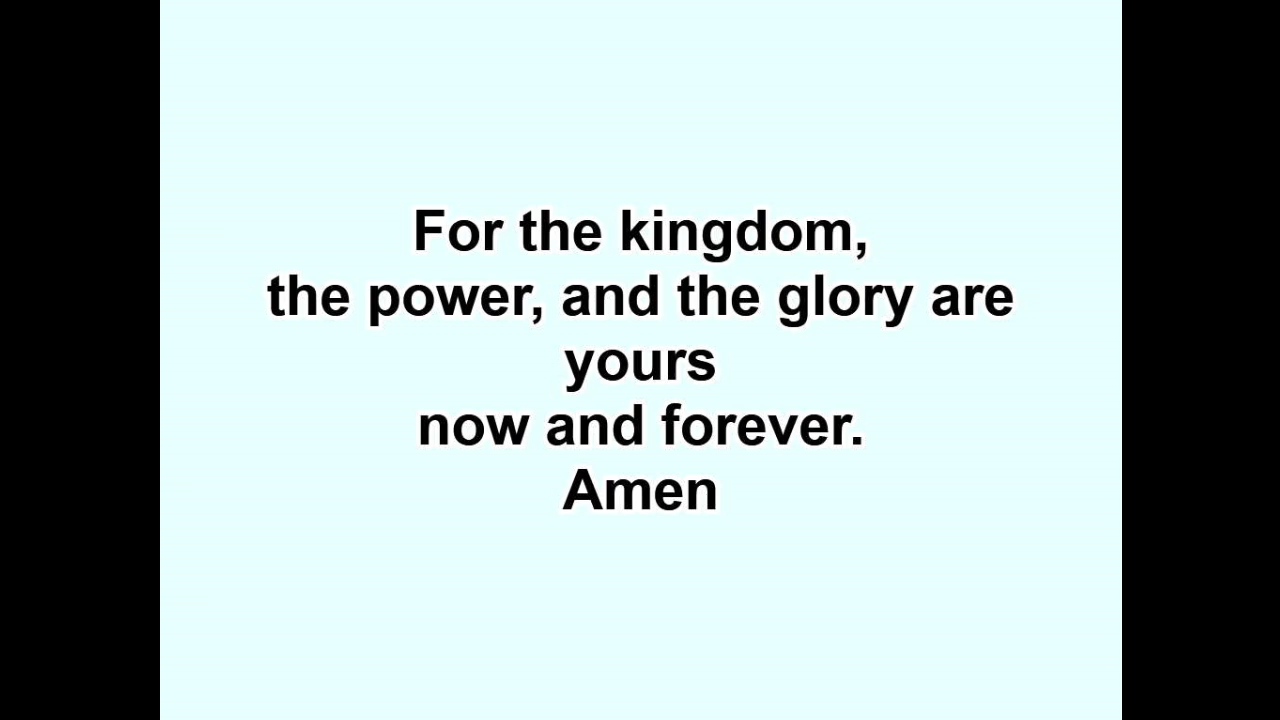 For the kingdom,
the power, and the glory are
yours
now and forever.
Amen